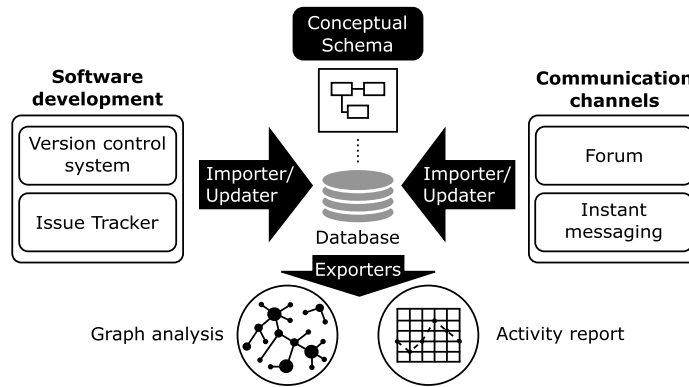 Conceptual
Schema
Software
development
Communication
channels
Version control
system
Issue Tracker
Importer/
Updater
Importer/
Updater
Forum
Instant
messaging
Database
Exporters
Graph analysis
Activity report